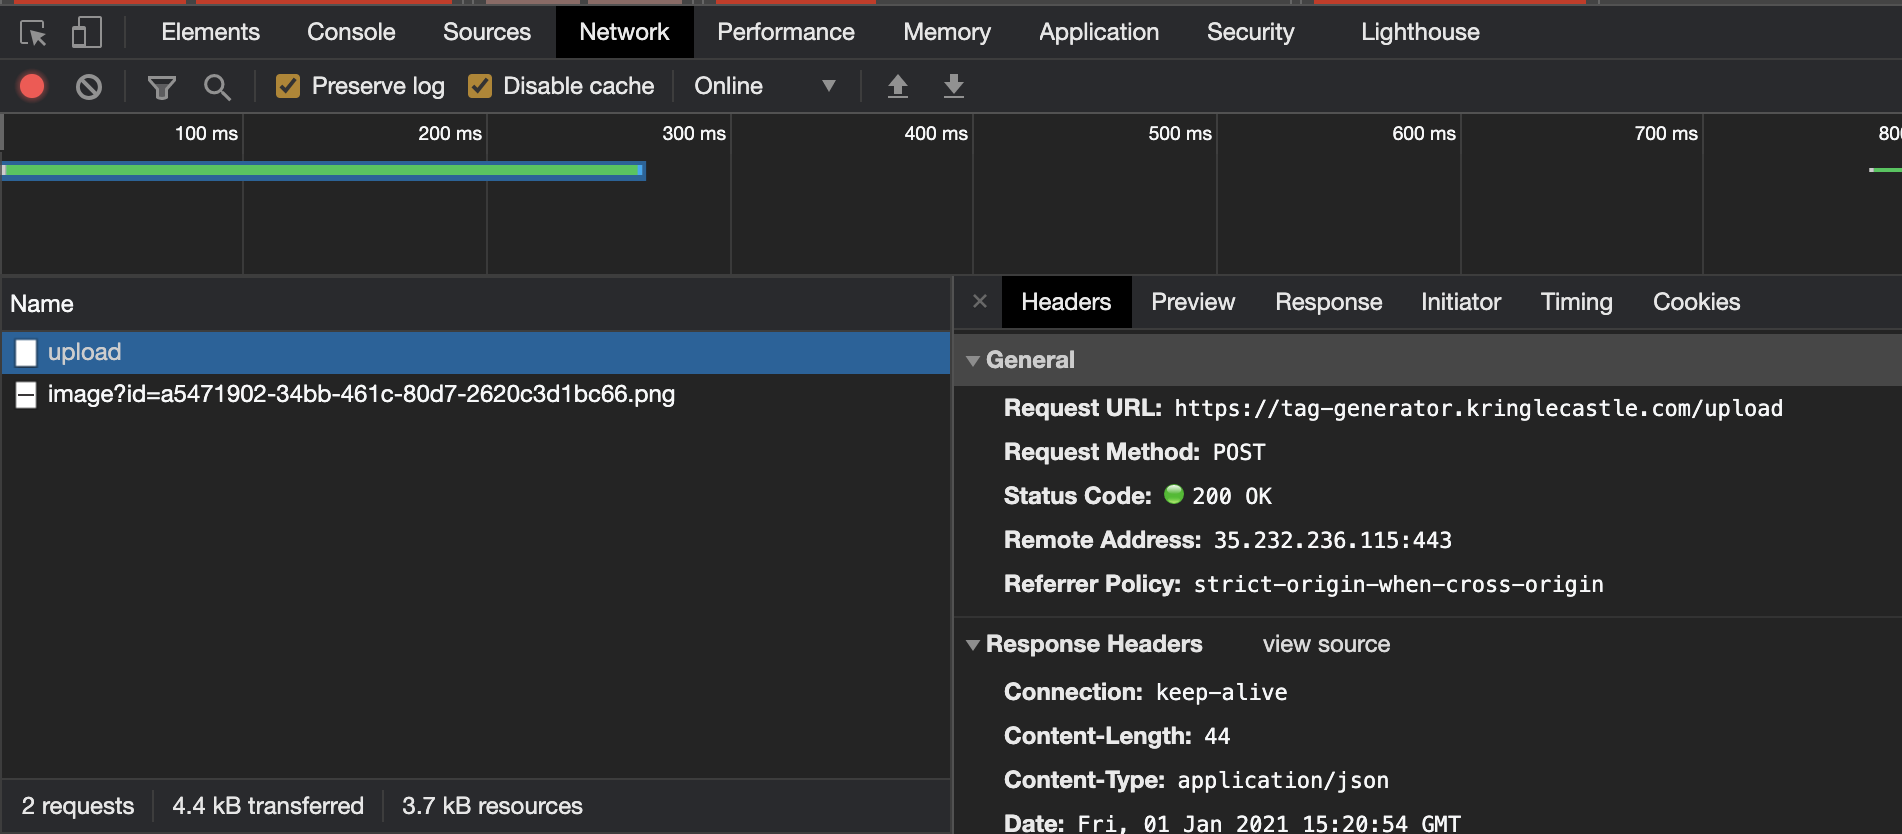 Elements Console Sources Network Performance Memory Application Security Lighthouse
Preserve log Disable cache Online
100 ms 200 ms 300 ms 400 ms 500 ms 600 ms 700 ms 80
Name
upload
image?id=a5471902-34bb-461c-80d7-2620c3d1bc66.png
2 requests 4.4 kB transferred 3.7 kB resources
× Headers Preview Response Initiator Timing Cookies
General
Request URL: https://tag-generator.kringlecastle.com/upload
Request Method: POST
Status Code: 200 OK
Remote Address: 35.232.236.115:443
Referrer Policy: strict-origin-when-cross-origin
Response Headers view source
Connection: keep-alive
Content-Length: 44
Content-Type: application/json
Date: Fri, 01 Jan 2021 15:20:54 GMT